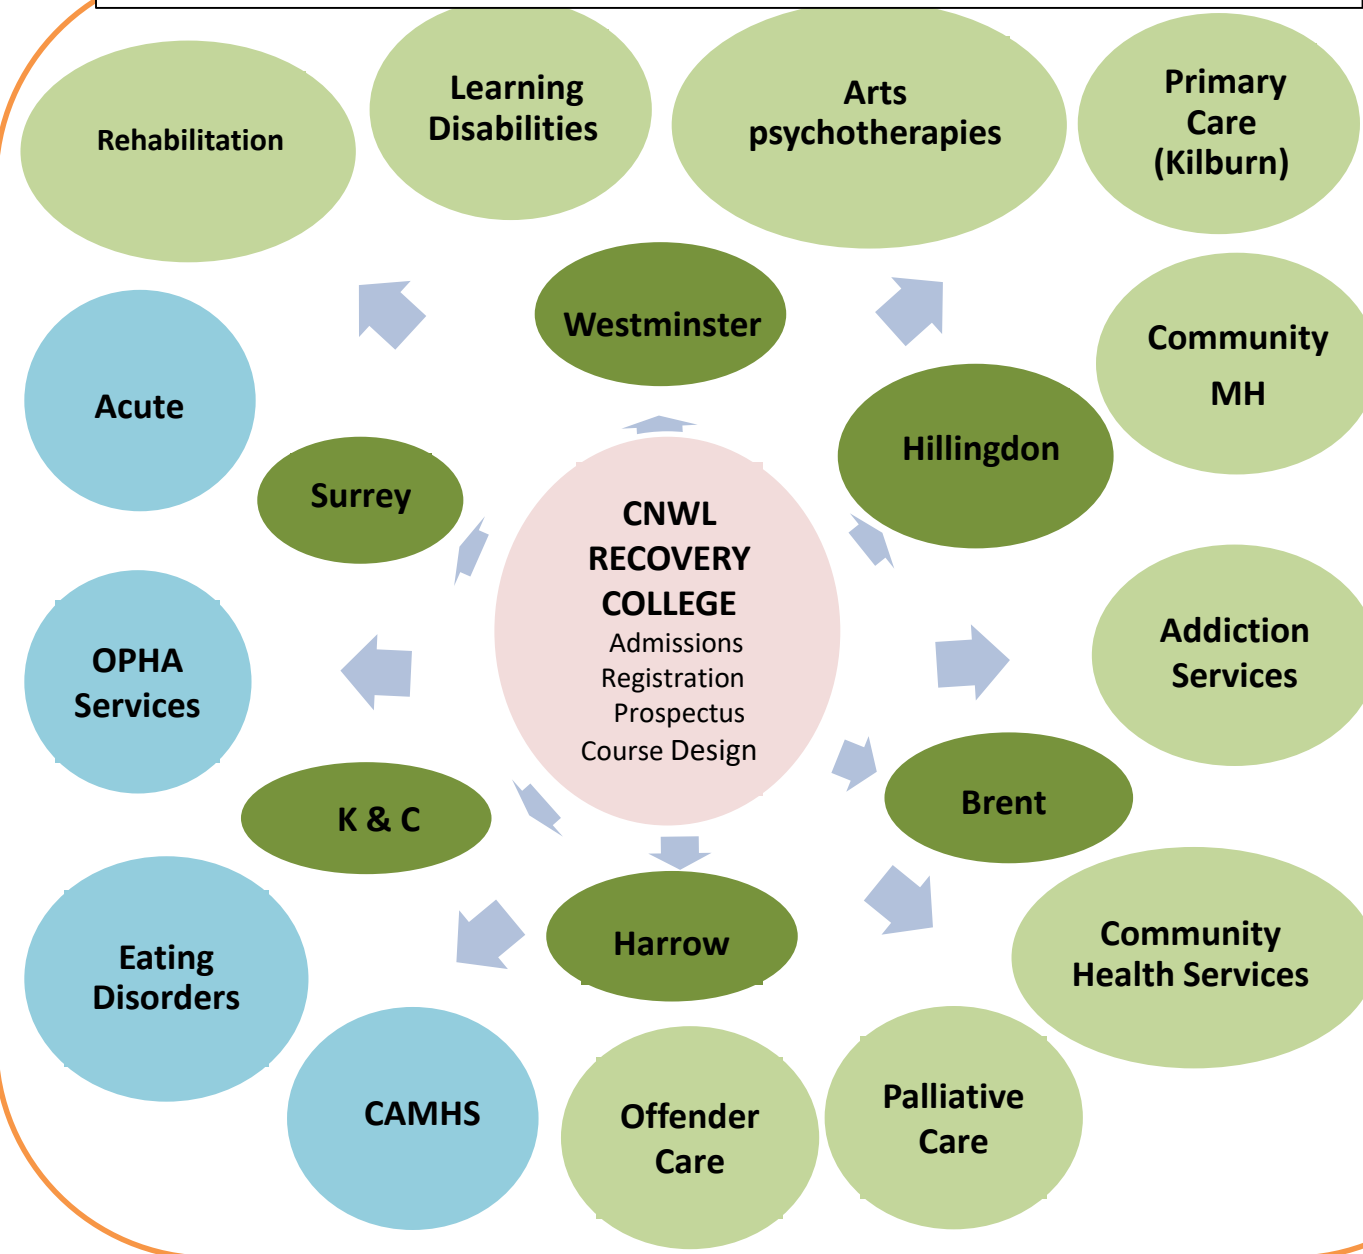 Rehabilitation
Learning
Disabilities
Arts
psychotherapies
Primary
Care
(Kilburn)
Westminster
Community
MH
Acute
Hillingdon
Surrey
CNWL
RECOVERY
COLLEGE
Admissions
Registration
Prospectus
Course Design
Addiction
Services
OPHA
Services
K & C
Brent
Harrow
Community
Health Services
Eating
Disorders
CAMHS
Offender
Care
Palliative
Care